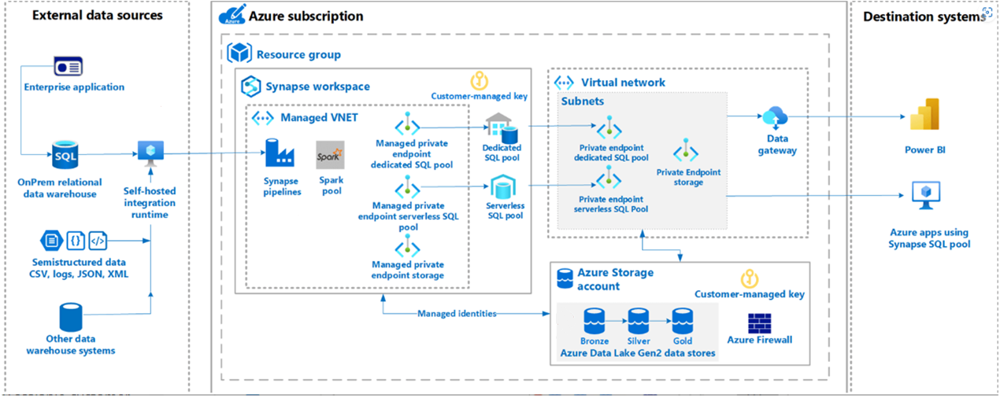 External data sources
Enterprise application
SQL
OnPrem relational
data warehouse
Self-hosted
integration
runtime
Semistructured data
CSV, logs, JSON, XML
Other data
warehouse systems
Azure
Azure subscription
Resource group
Synapse workspace
Customer-managed key
Managed VNET
Synapse
pipelines
Spark
Spark
pool
Managed private
endpoint
dedicated SQL pool
Managed private
endpoint serverless SQL
pool
Managed private
endpoint storage
Dedicated
SQL pool
Serverless
SQL pool
Managed identities
Virtual network
Subnets
Private endpoint
dedicated SQL pool
Private endpoint
serverless SQL Pool
Private Endpoint
storage
Data
gateway
Azure Storage
account
Customer-managed key
Bronze
Silver
Gold
Azure Data Lake Gen2 data stores
Azure Firewall
Destination systems
Power BI
Azure apps using
Synapse SQL pool